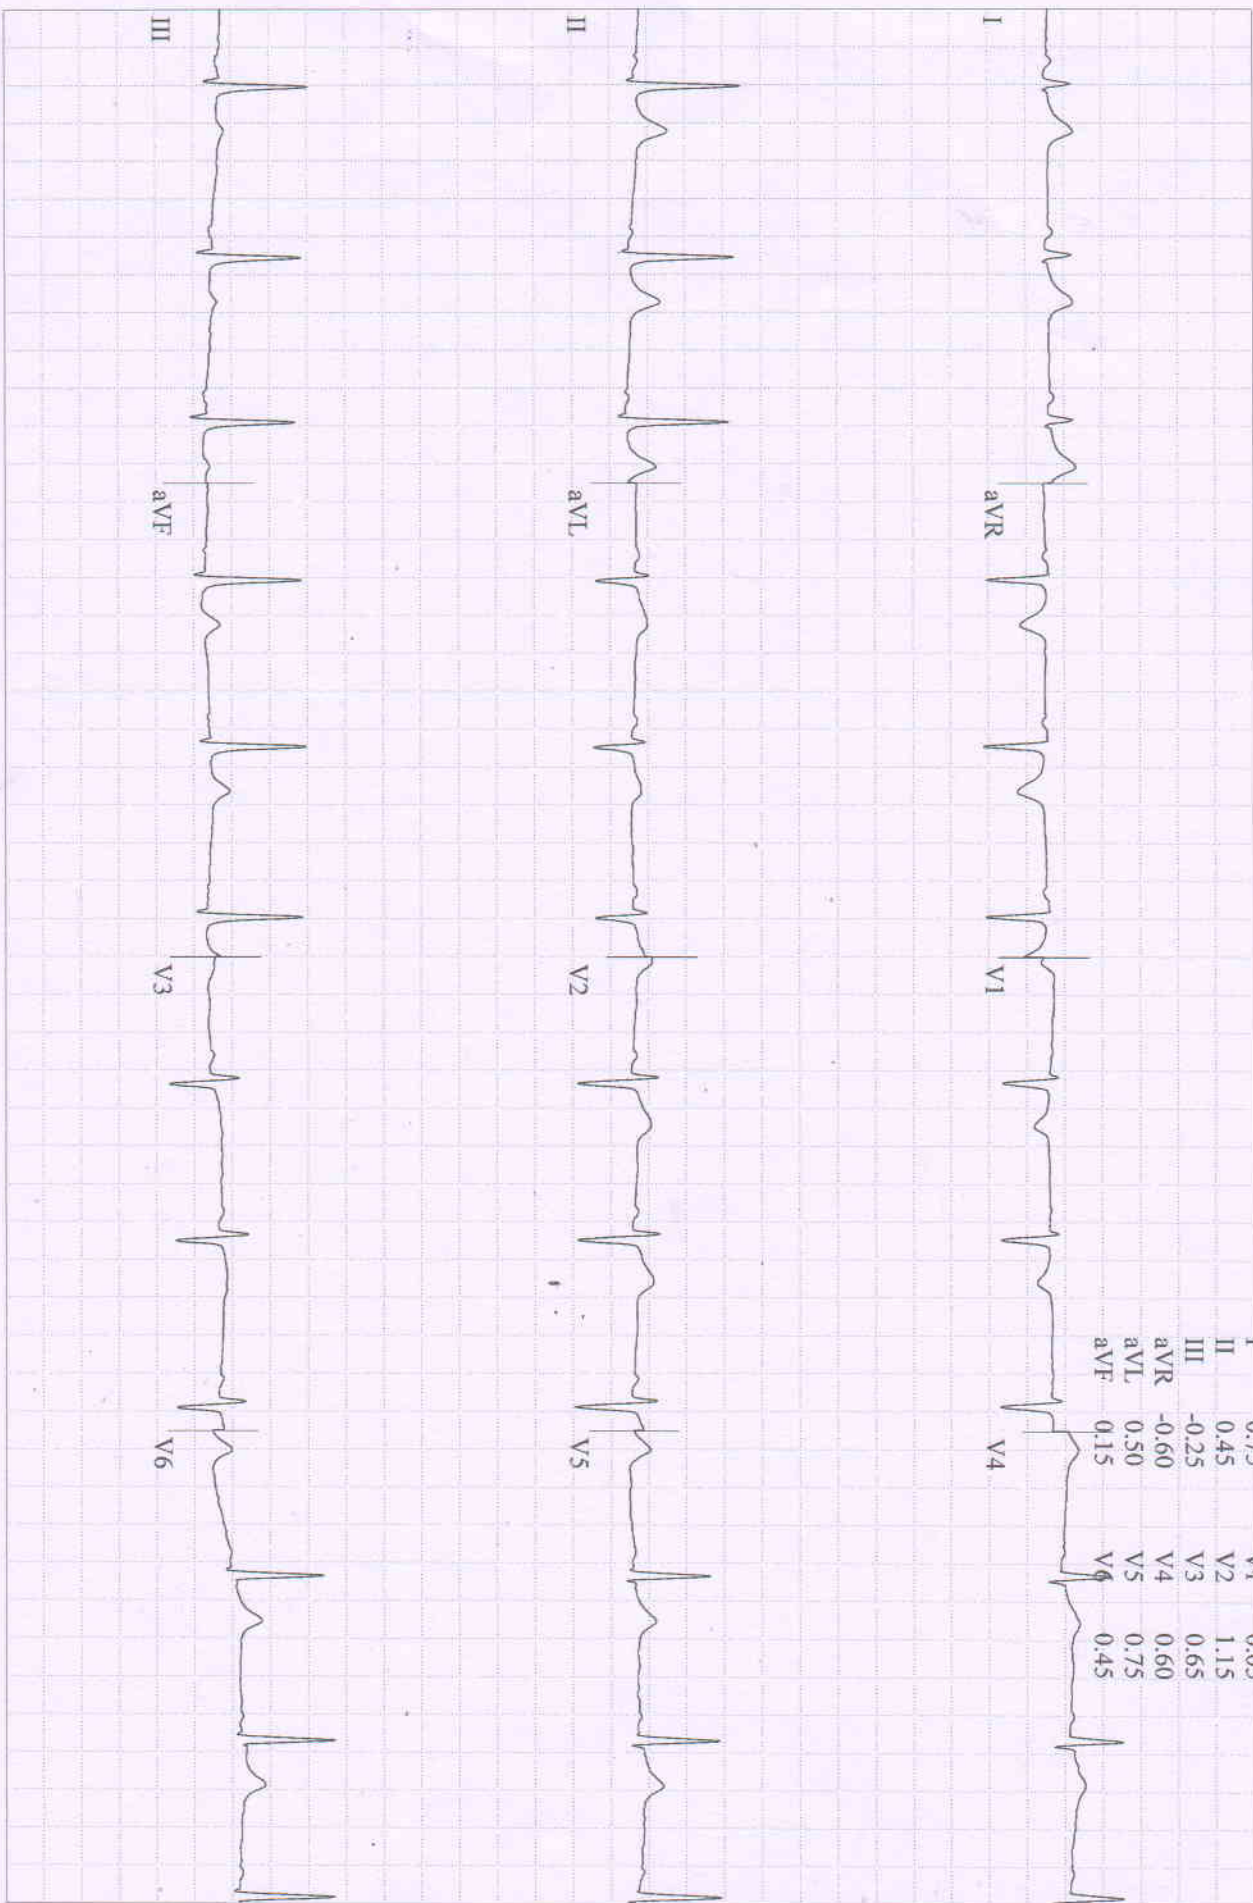 II 0.45 V2 1.15
III -0.25 V3 0.65
aVR -0.60 V4 0.60
aVL 0.50 V5 0.75
aVF 0.15 V6 0.45
I aVR V1 V4
II aVL V2 V5
III aVF V3 V6